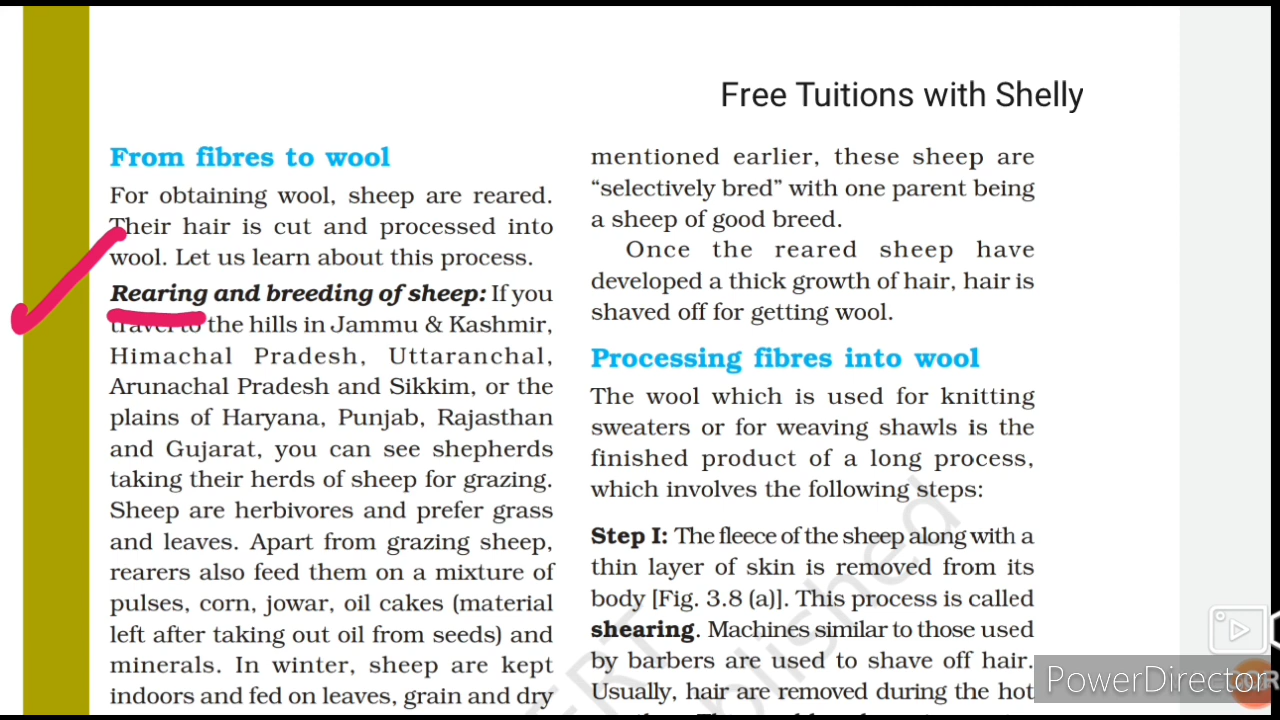 Free Tuitions with Shelly
From fibres to wool
For obtaining wool, sheep are reared.
Their hair is cut and processed into
wool. Let us learn about this process.
Rearing and breeding of sheep: If you
travel to the hills in Jammu & Kashmir,
Himachal Pradesh, Uttaranchal,
Arunachal Pradesh and Sikkim, or the
plains of Haryana, Punjab, Rajasthan
and Gujarat, you can see shepherds
taking their herds of sheep for grazing.
Sheep are herbivores and prefer grass
and leaves. Apart from grazing sheep,
rearers also feed them on a mixture of
pulses, corn, jowar, oil cakes (material
left after taking out oil from seeds) and
minerals. In winter, sheep are kept
indoors and fed on leaves, grain and dry
mentioned earlier, these sheep are
“selectively bred” with one parent being
a sheep of good breed.
Once the reared sheep have
developed a thick growth of hair, hair is
shaved off for getting wool.
Processing fibres into wool
The wool which is used for knitting
sweaters or for weaving shawls is the
finished product of a long process,
which involves the following steps:
Step I: The fleece of the sheep along with a
thin layer of skin is removed from its
body [Fig. 3.8 (a)]. This process is called
shearing. Machines similar to those used
by barbers are used to shave off hair.
Usually, hair are removed during the hot
PowerDirector